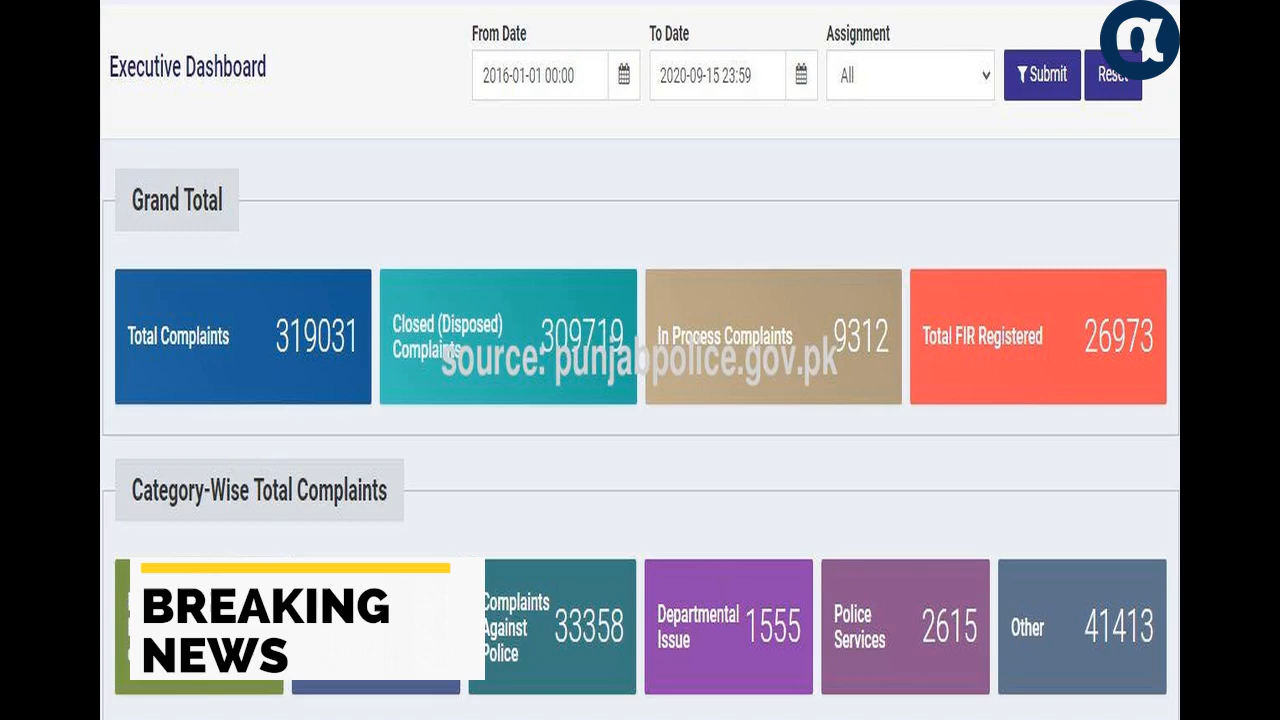 From Date
To Date
Assignment
α
Executive Dashboard
2016-01-01 00:00
2020-09-15 23:59
All
Submit
Reset
Grand Total
Total Complaints
319031
Closed (Disposed)
Complaints
309719
In Process Complaints
9312
Total FIR Registered
26973
source: punjabpolice.gov.pk
Category-Wise Total Complaints
BREAKING
NEWS
Complaints
Against
Police
33358
Departmental
Issue
1555
Police
Services
2615
Other
41413